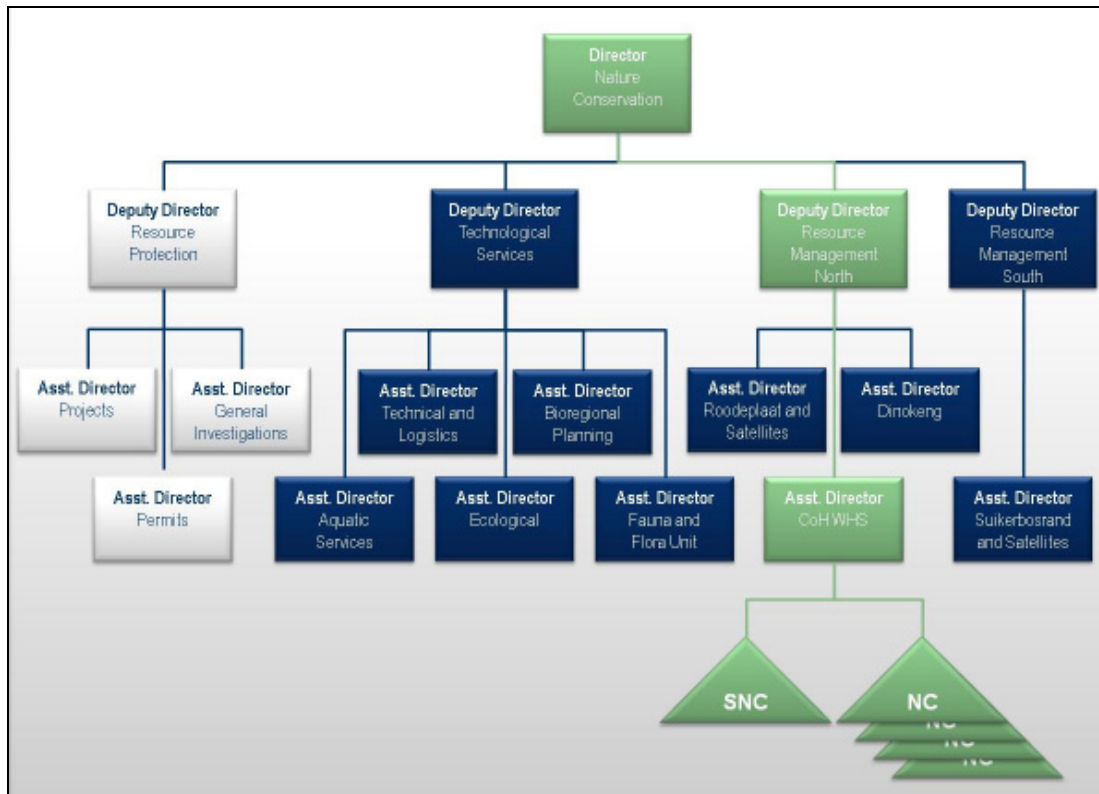 Director
Nature
Conservation
Deputy Director
Resource
Protection
Deputy Director
Technological
Services
Deputy Director
Resource
Management
North
Deputy Director
Resource
Management
South
Asst. Director
Projects
Asst. Director
General
Investigations
Asst. Director
Technical and
Logistics
Asst. Director
Bioregional
Planning
Asst. Director
Roodeplaat and
Satellites
Asst. Director
Dinokeng
Asst. Director
Permits
Asst. Director
Aquatic
Services
Asst. Director
Ecological
Asst. Director
Fauna and
Flora Unit
Asst. Director
CoH WHS
Asst. Director
Suikerbosrand
and Satellites
SNC
NC
NC
NC
NC